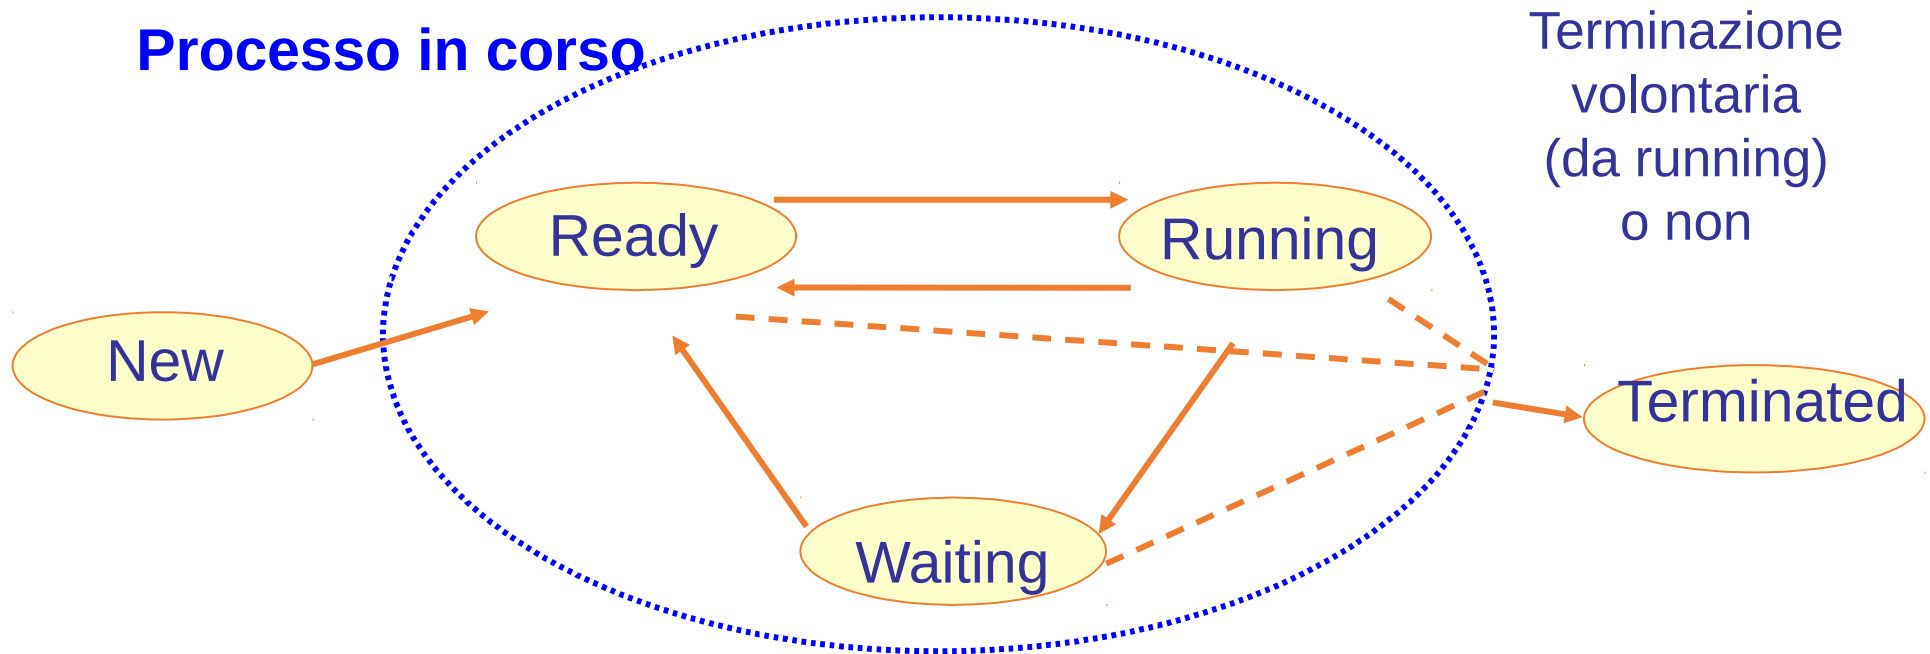 Processo in corso
Terminazione
volontaria
(da running)
o non
Ready
Running
New
Terminated
Waiting